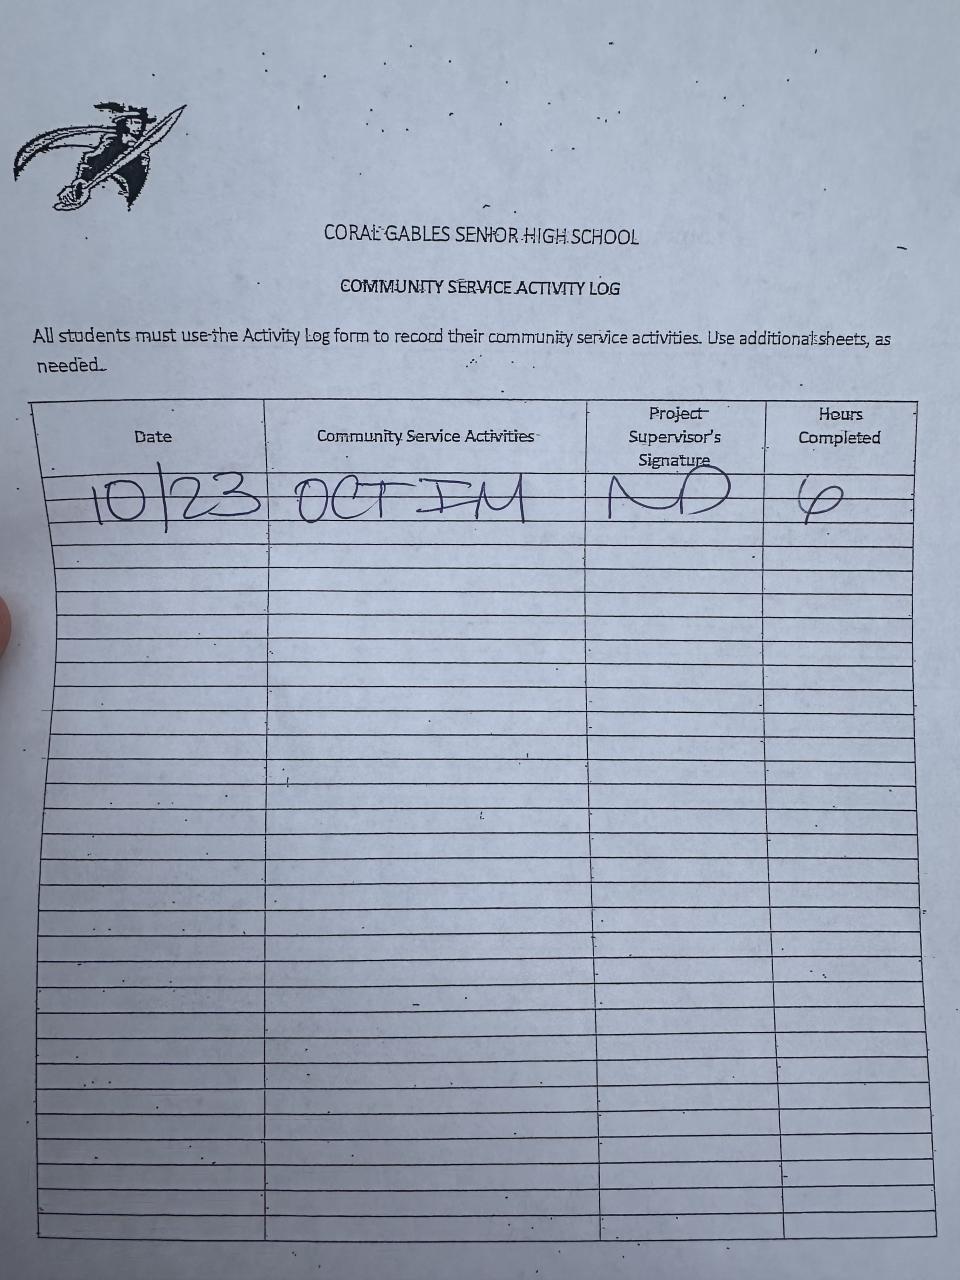 CORAL GABLES SENIOR HIGH SCHOOL
COMMUNITY SERVICE ACTIVITY LOG
All students must use the Activity Log form to record their community service activities. Use additional sheets, as
needed.
Date Community Service Activities Project Supervisor's Signature Hours Completed
10/23 OCT IM ND 6